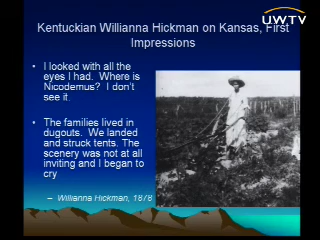 UWTV
Kentuckian Willianna Hickman on Kansas, First
Impressions
• I looked with all the
eyes I had. Where is
Nicodemus? I don't
see it.
• The families lived in
dugouts. We landed
and struck tents. The
scenery was not at all
inviting and I began to
cry
– Willianna Hickman, 1878